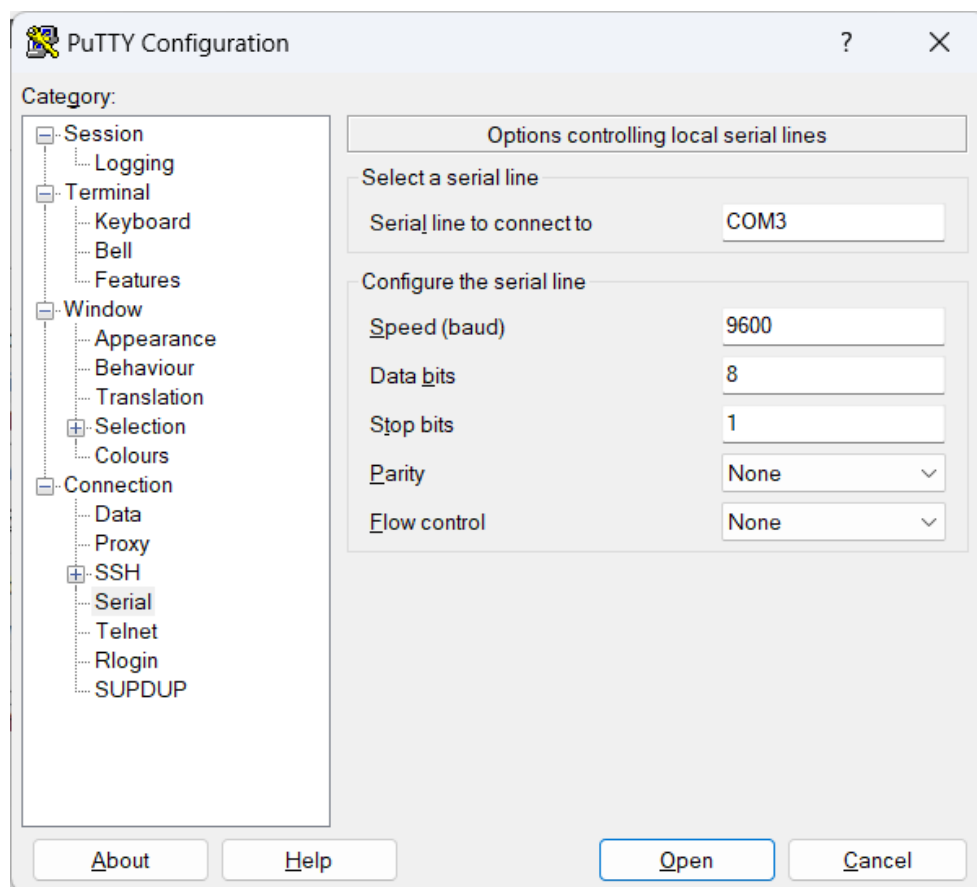 PuTTY Configuration
?
Category:
Session
Logging
Terminal
Keyboard
Bell
Features
Window
Appearance
Behaviour
Translation
Selection
Colours
Connection
Data
Proxy
SSH
Serial
Telnet
Rlogin
SUPDUP
Options controlling local serial lines
Select a serial line
Serial line to connect to COM3
Configure the serial line
Speed (baud) 9600
Data bits 8
Stop bits 1
Parity None
Flow control None
About Help Open Cancel